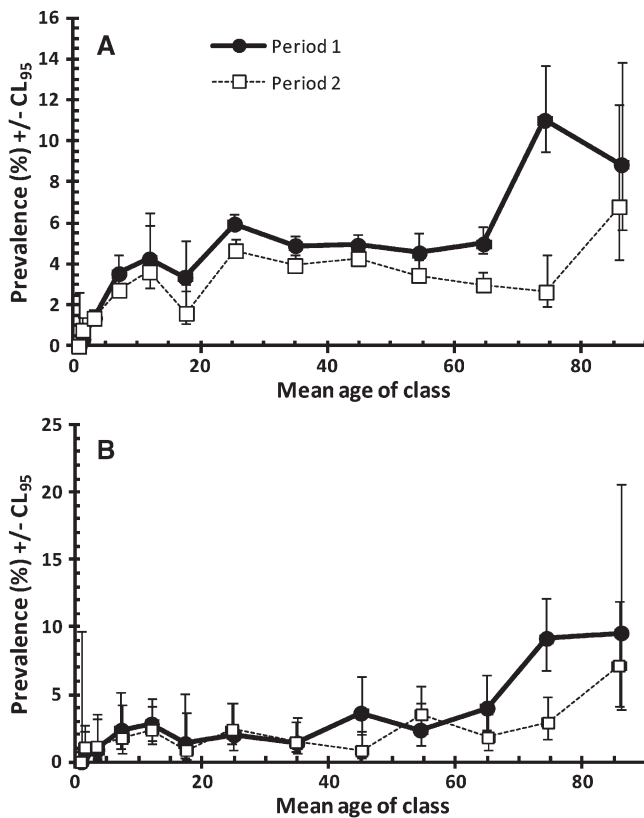 A
Period 1
Period 2
Prevalence (%) +/- CL95
16
14
12
10
8
6
4
2
0
0 20 40 60 80
Mean age of class
B
Prevalence (%) +/- CL95
25
20
15
10
5
0
0 20 40 60 80
Mean age of class